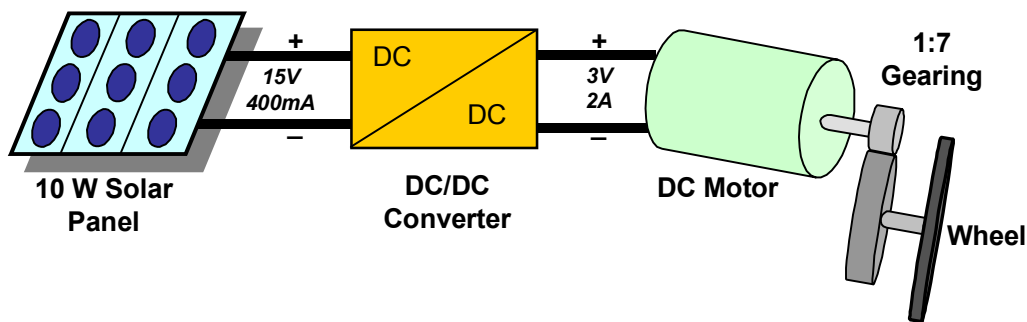 +
15V
400mA
–
10 W Solar
Panel
DC
DC
DC/DC
Converter
+
3V
2A
–
DC Motor
1:7
Gearing
Wheel